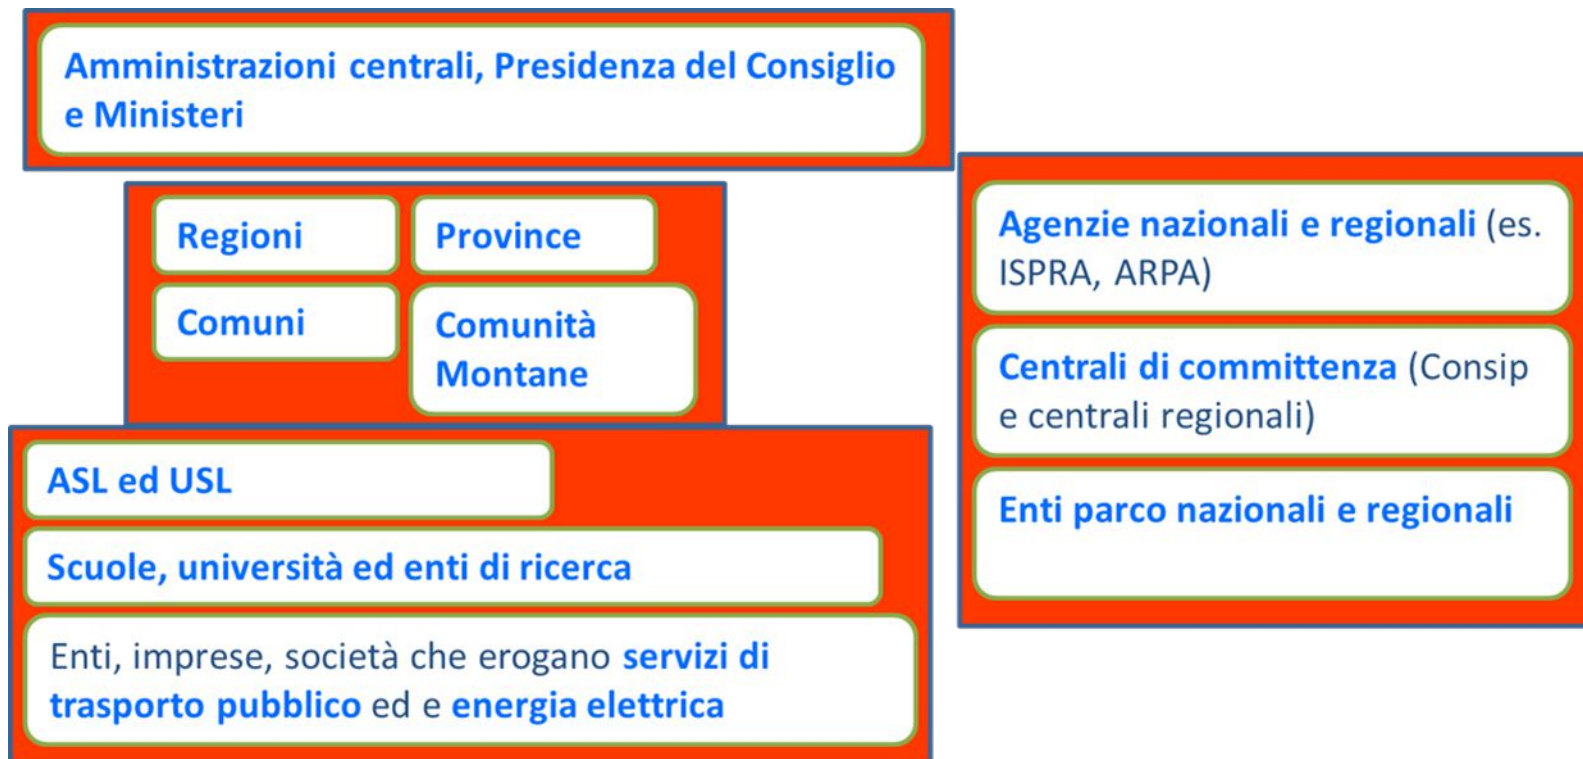 Amministrazioni centrali, Presidenza del Consiglio
e Ministeri
Regioni
Province
Comuni
Comunità
Montane
ASL ed USL
Scuole, università ed enti di ricerca
Enti, imprese, società che erogano servizi di
trasporto pubblico ed e energia elettrica
Agenzie nazionali e regionali (es.
ISPRA, ARPA)
Centrali di committenza (Consip
e centrali regionali)
Enti parco nazionali e regionali